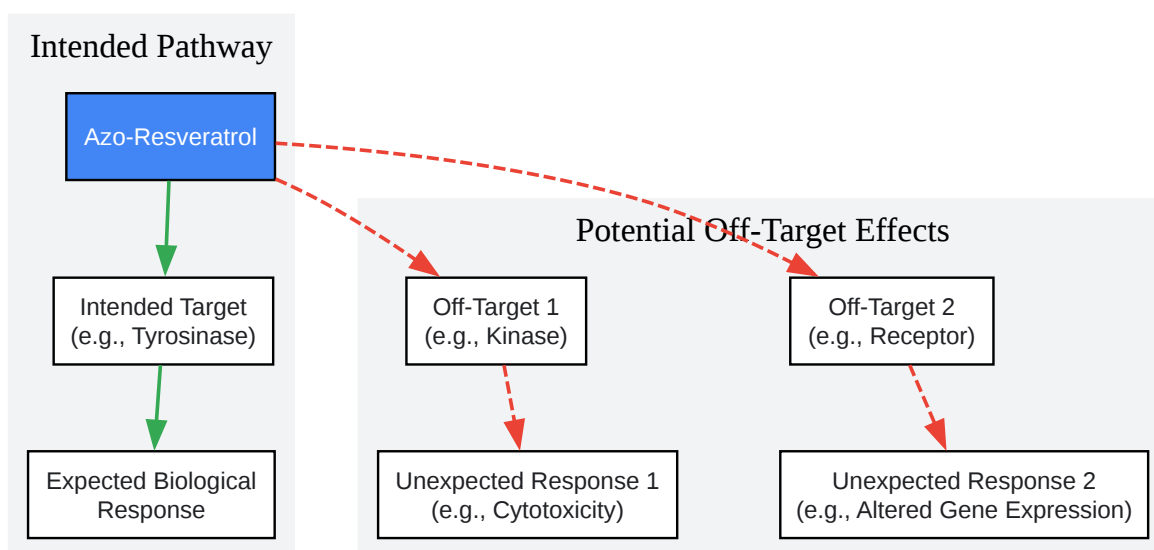 Intended Pathway
Azo-Resveratrol
Potential Off-Target Effects
Intended Target
(e.g., Tyrosinase)
Off-Target 1
(e.g., Kinase)
Off-Target 2
(e.g., Receptor)
Expected Biological
Response
Unexpected Response 1
(e.g., Cytotoxicity)
Unexpected Response 2
(e.g., Altered Gene Expression)